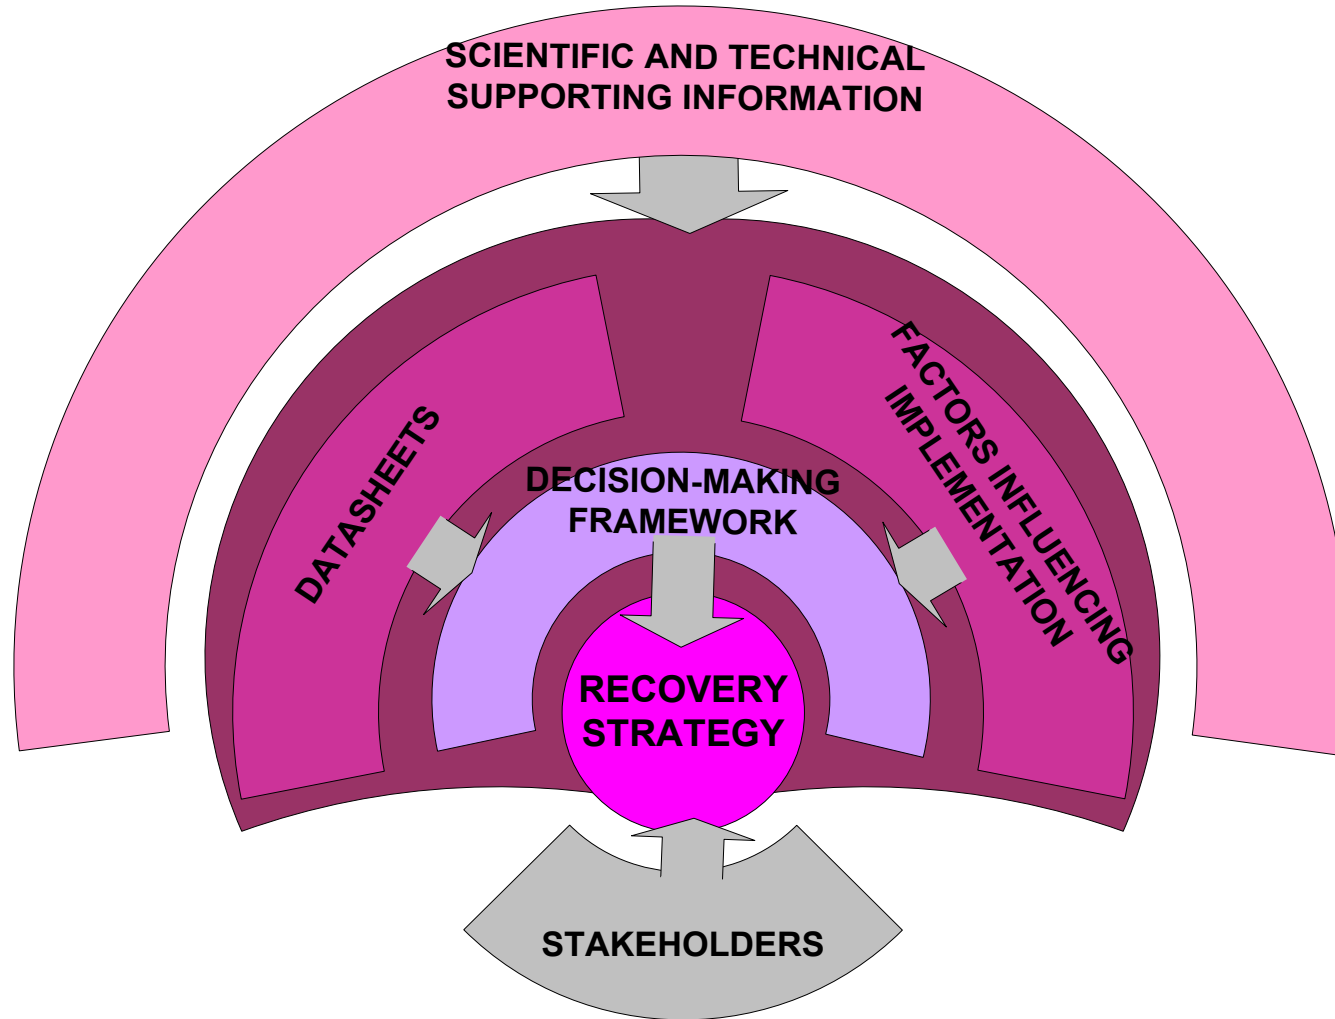 SCIENTIFIC AND TECHNICAL
SUPPORTING INFORMATION
DATASHEETS
FACTORS INFLUENCING
IMPLEMENTATION
DECISION-MAKING
FRAMEWORK
RECOVERY
STRATEGY
STAKEHOLDERS